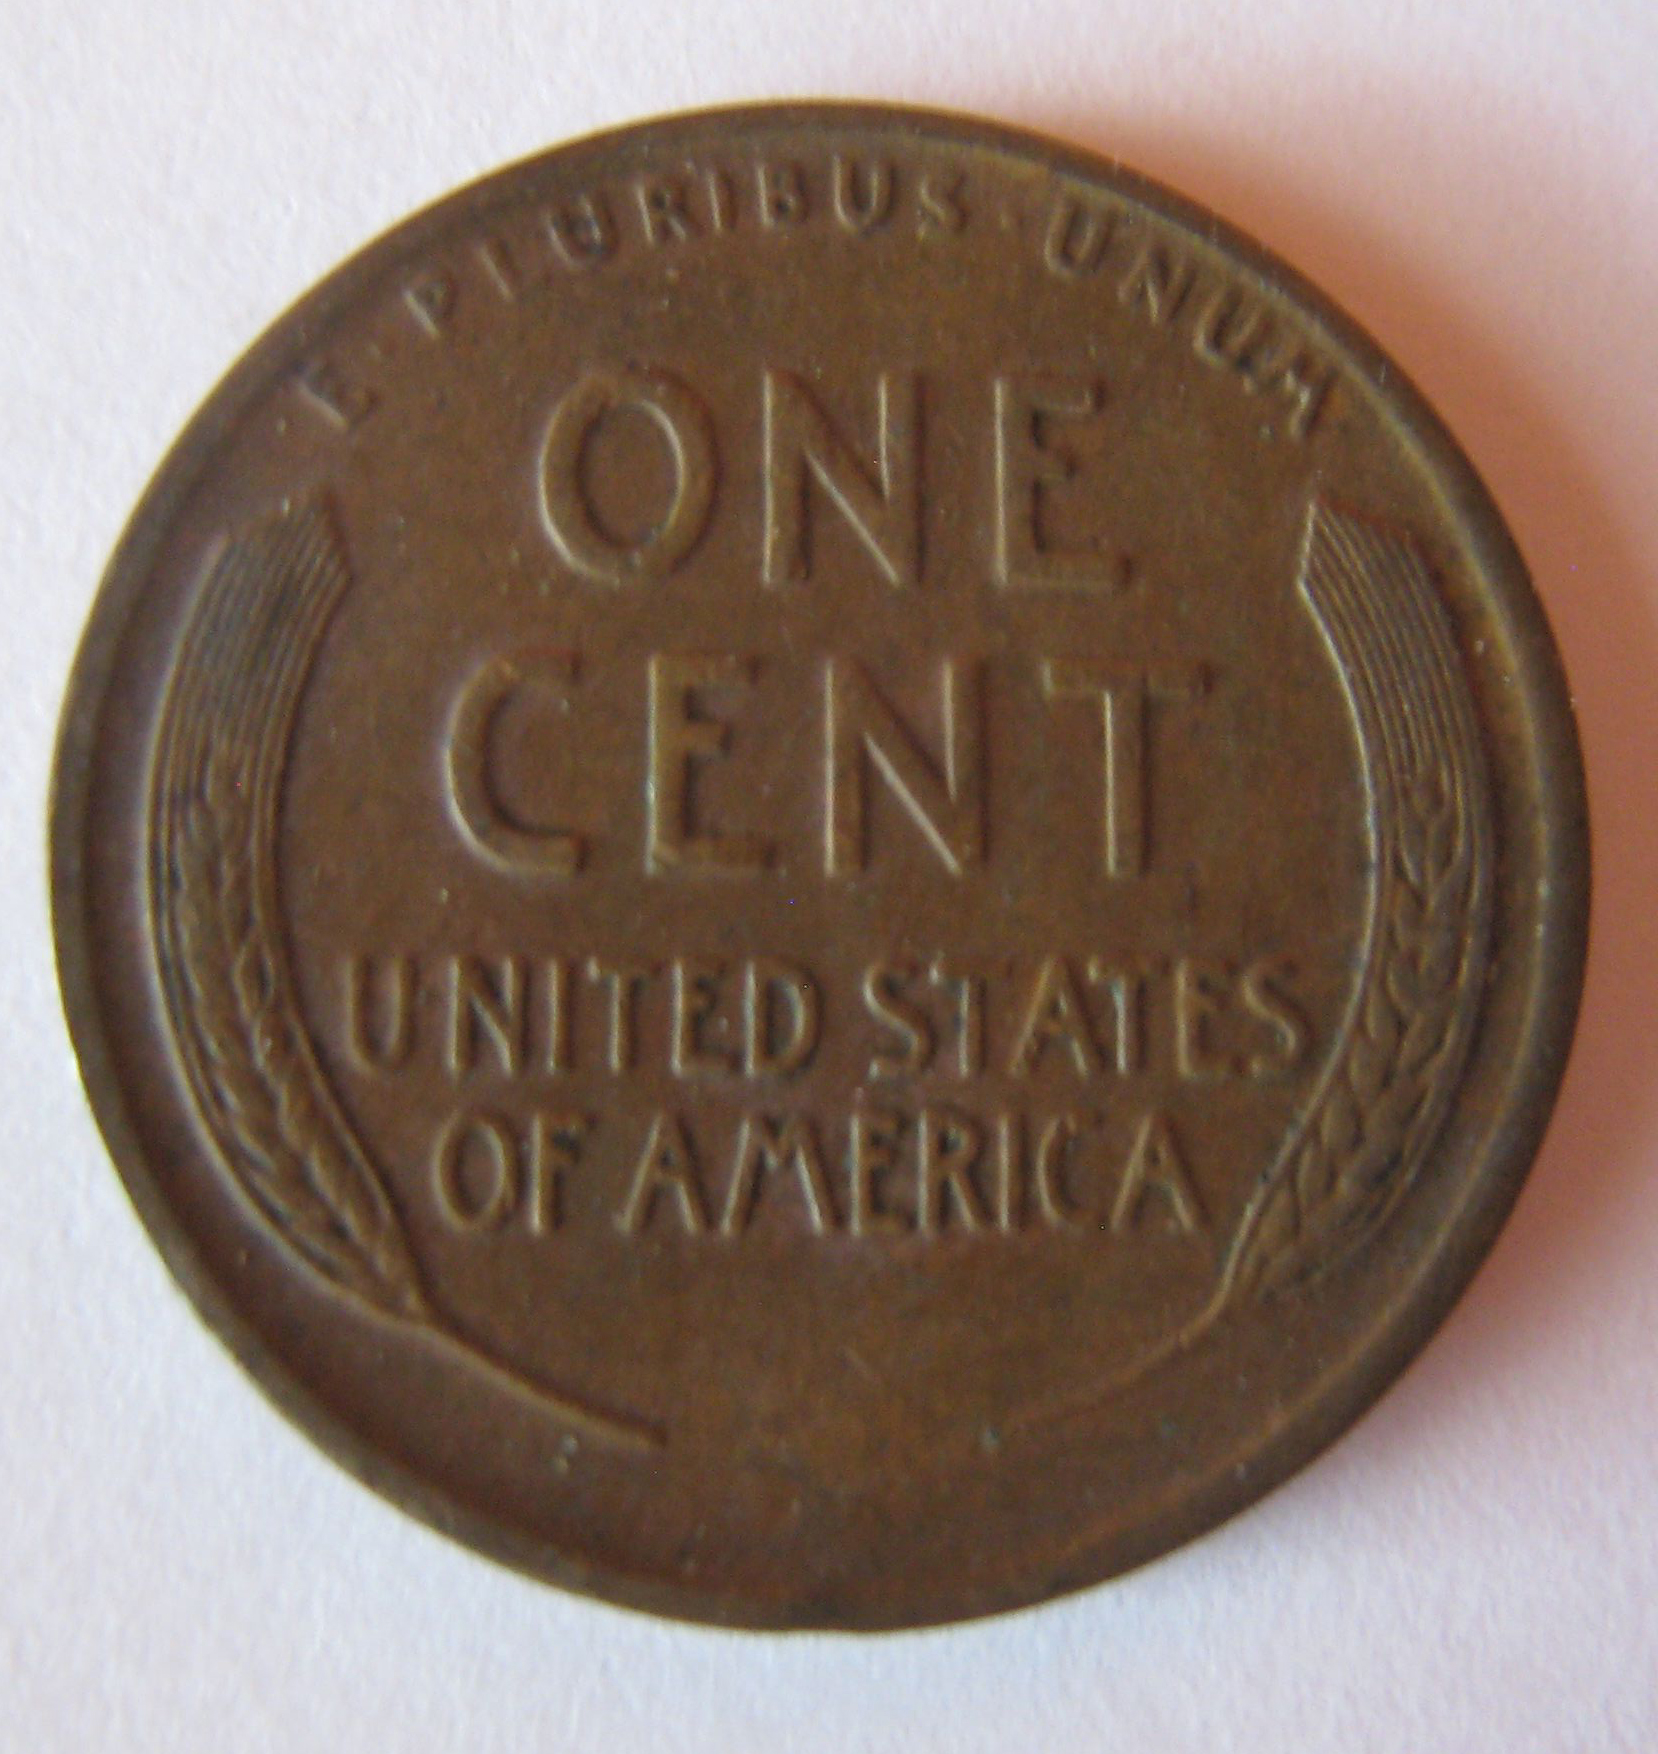 E·PLURIBUS·UNUM
ONE
CENT
UNITED STATES
OF AMERICA